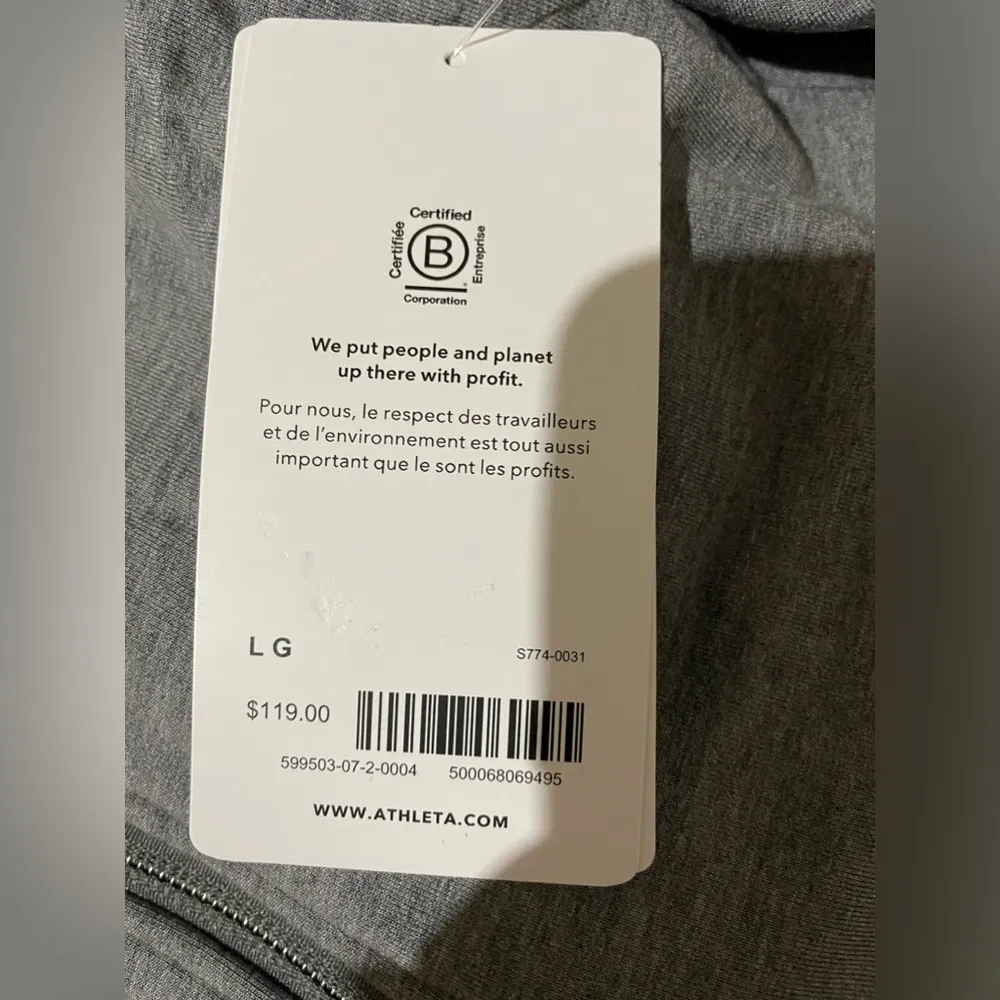 Certified
Certifiée
B
Entreprise
Corporation
We put people and planet
up there with profit.
Pour nous, le respect des travailleurs
et de l'environnement est tout aussi
important que le sont les profits.
LG
S774-0031
$119.00
599503-07-2-0004 500068069495
WWW.ATHLETA.COM